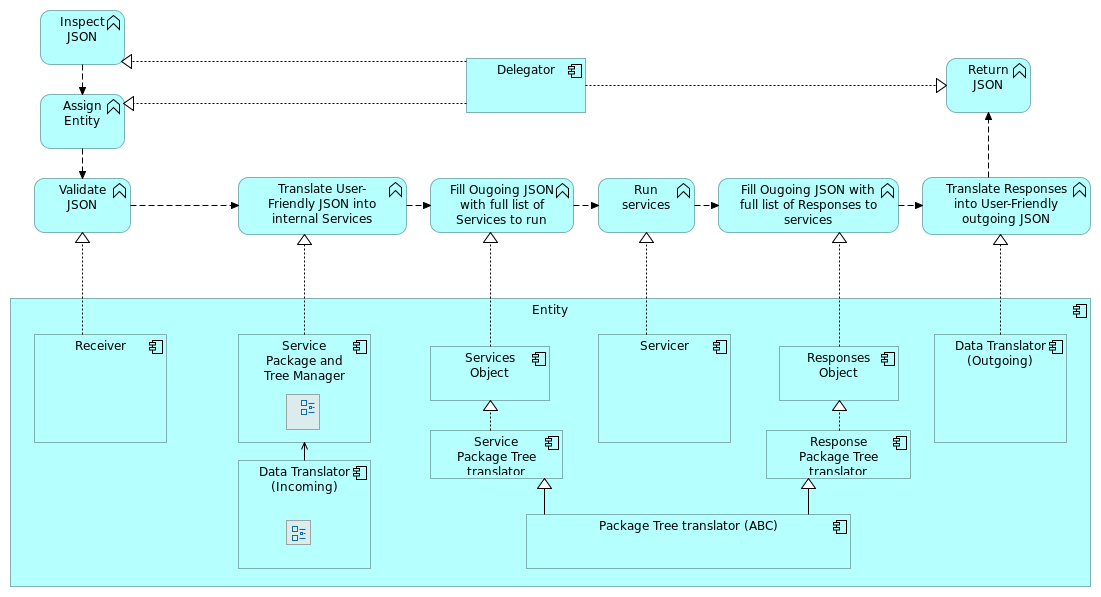 Inspect
JSON
Delegator
Return
JSON
Assign
Entity
Validate
JSON
Translate User-
Friendly JSON into
internal Services
Fill Ougoing JSON
with full list of
Services to run
Run
services
Fill Ougoing JSON with
full list of Responses to
services
Translate Responses
into User-Friendly
outgoing JSON
Entity
Receiver
Service
Package and
Tree Manager
Services
Object
Servicer
Responses
Object
Data Translator
(Outgoing)
Data Translator
(Incoming)
Service
Package Tree
translator
Response
Package Tree
translator
Package Tree translator (ABC)